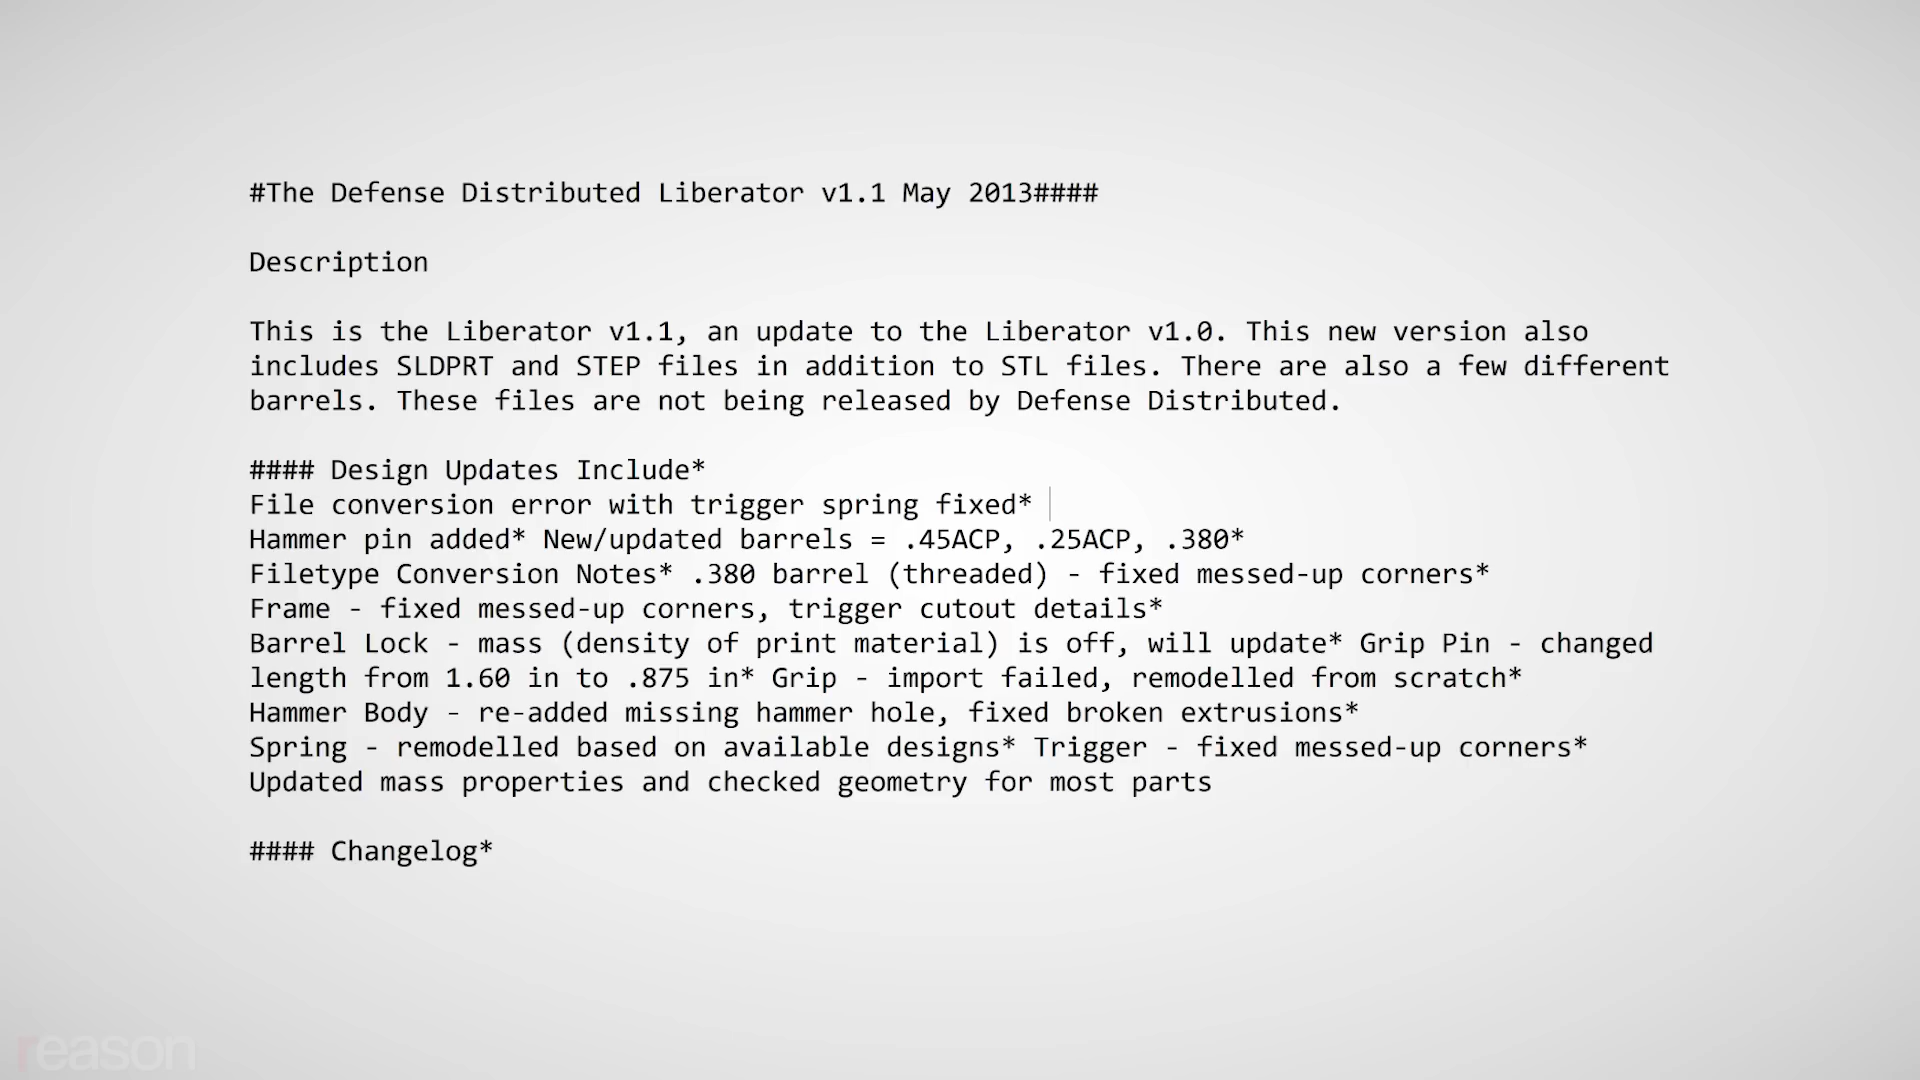 #The Defense Distributed Liberator v1.1 May 2013####
Description
This is the Liberator v1.1, an update to the Liberator v1.0. This new version also
includes SLDPRT and STEP files in addition to STL files. There are also a few different
barrels. These files are not being released by Defense Distributed.
#### Design Updates Include*
File conversion error with trigger spring fixed*
Hammer pin added* New/updated barrels = .45ACP, .25ACP, .380*
Filetype Conversion Notes* .380 barrel (threaded) - fixed messed-up corners*
Frame - fixed messed-up corners, trigger cutout details*
Barrel Lock - mass (density of print material) is off, will update* Grip Pin - changed
length from 1.60 in to .875 in* Grip - import failed, remodelled from scratch*
Hammer Body - re-added missing hammer hole, fixed broken extrusions*
Spring - remodelled based on available designs* Trigger - fixed messed-up corners*
Updated mass properties and checked geometry for most parts
#### Changelog*
reason